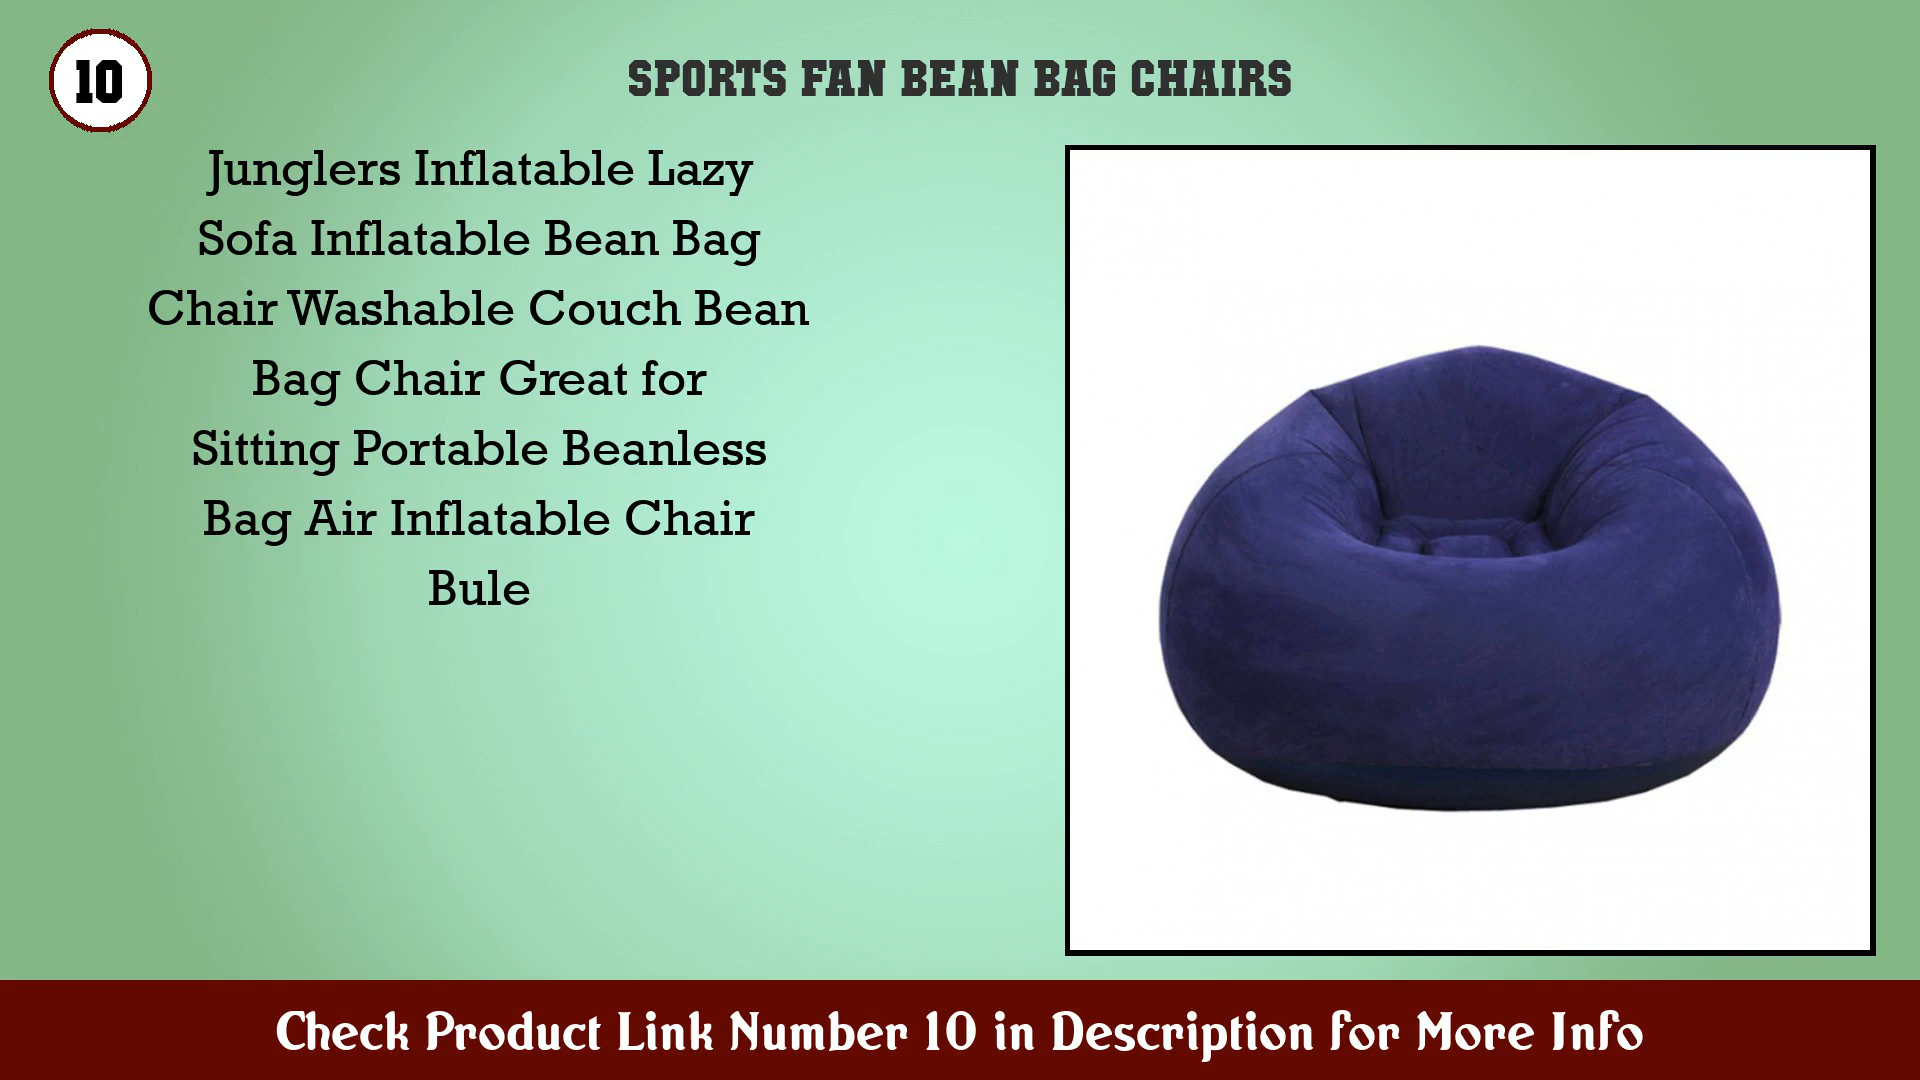 10
SPORTS FAN BEAN BAG CHAIRS
Junglers Inflatable Lazy
Sofa Inflatable Bean Bag
Chair Washable Couch Bean
Bag Chair Great for
Sitting Portable Beanless
Bag Air Inflatable Chair
Bule
Check Product Link Number 10 in Description for More Info